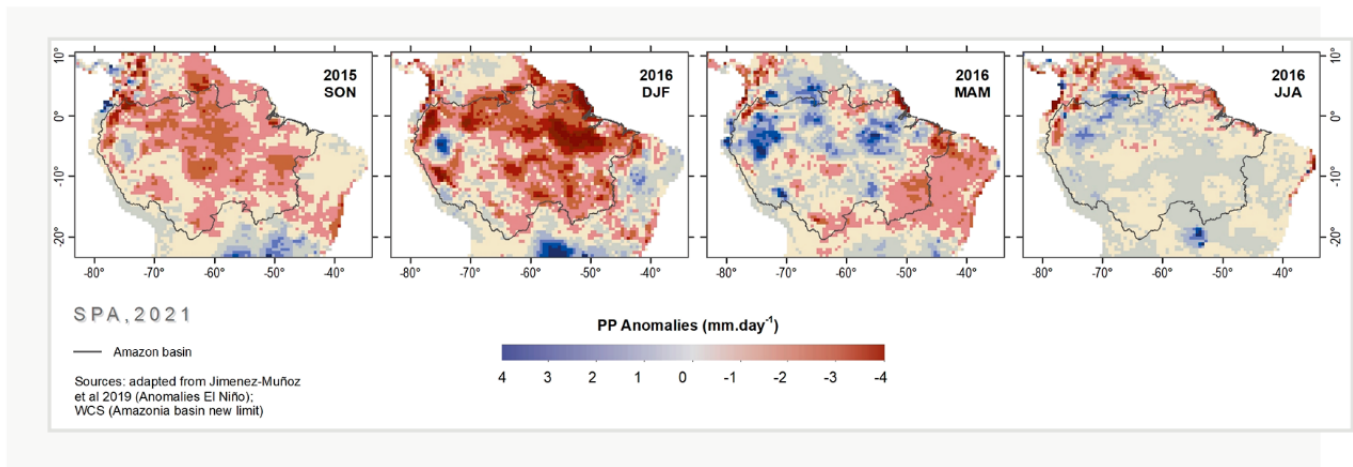 10°
0°
-10°
-20°
2015
SON
2016
DJF
2016
MAM
2016
JJA
10°
0°
-10°
-20°
-80°
-70°
-60°
-50°
-40°
-80°
-70°
-60°
-50°
-40°
-80°
-70°
-60°
-50°
-40°
-80°
-70°
-60°
-50°
-40°
SPA,2021
PP Anomalies (mm.day-1)
Amazon basin
4 3 2 1 0 -1 -2 -3 -4
Sources: adapted from Jimenez-Muñoz
et al 2019 (Anomalies El Niño);
WCS (Amazonia basin new limit)